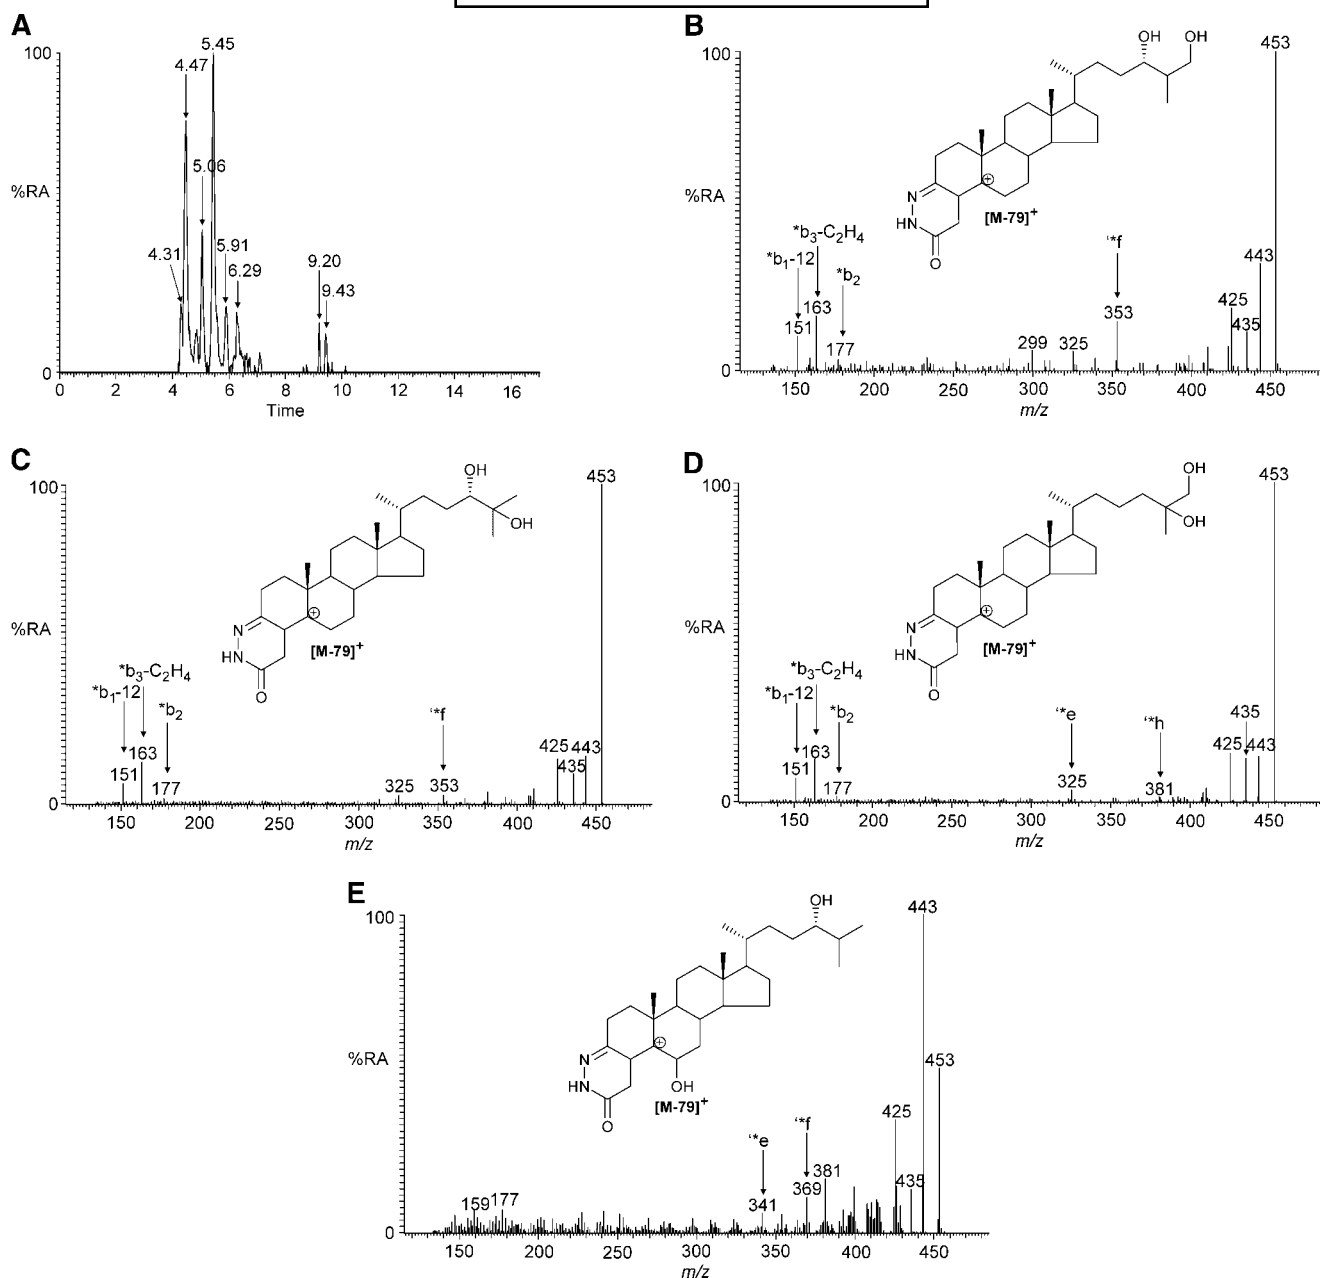 A
100
5.45
4.47
5.06
%RA
4.31
5.91
6.29
9.20
9.43
0
0 2 4 6 8 10 12 14 16
Time
B
100
OH OH
453
%RA
N
HN
O
[M-79]+
*b3-C2H4
*b1-12
*b2
‘*f
443
425
435
353
163
151
177
299
325
0
150 200 250 300 350 400 450
m/z
C
100
OH
OH
453
%RA
N
HN
O
[M-79]+
*b3-C2H4
*b1-12
*b2
‘*f
425 443
435
163
151
177
325 353
0
150 200 250 300 350 400 450
m/z
D
100
OH
OH
453
%RA
N
HN
O
[M-79]+
*b3-C2H4
*b1-12
*b2
‘*e
‘*h
435
425 443
163
151
177
325
381
0
150 200 250 300 350 400 450
m/z
E
100
OH
443
%RA
N
HN
OH
O
[M-79]+
453
425
‘*f
‘*e
381
369
435
341
159 177
0
150 200 250 300 350 400 450
m/z